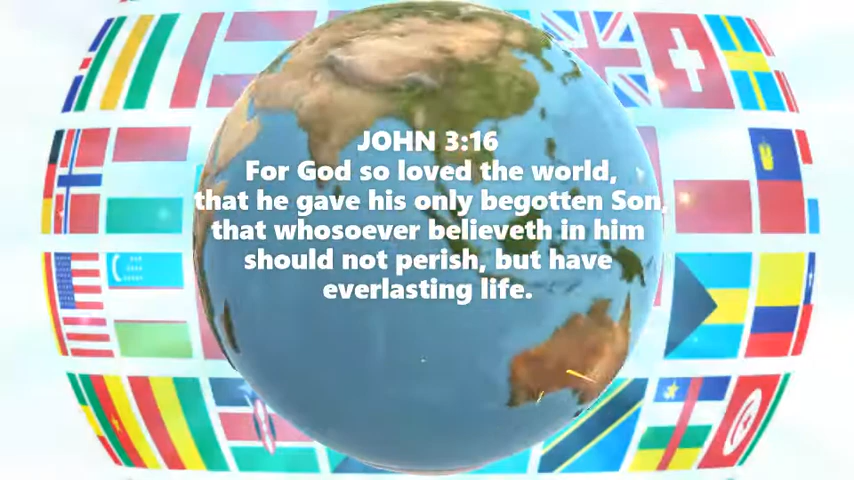 JOHN 3:16
For God so loved the world,
that he gave his only begotten Son,
that whosoever believeth in him
should not perish, but have
everlasting life.